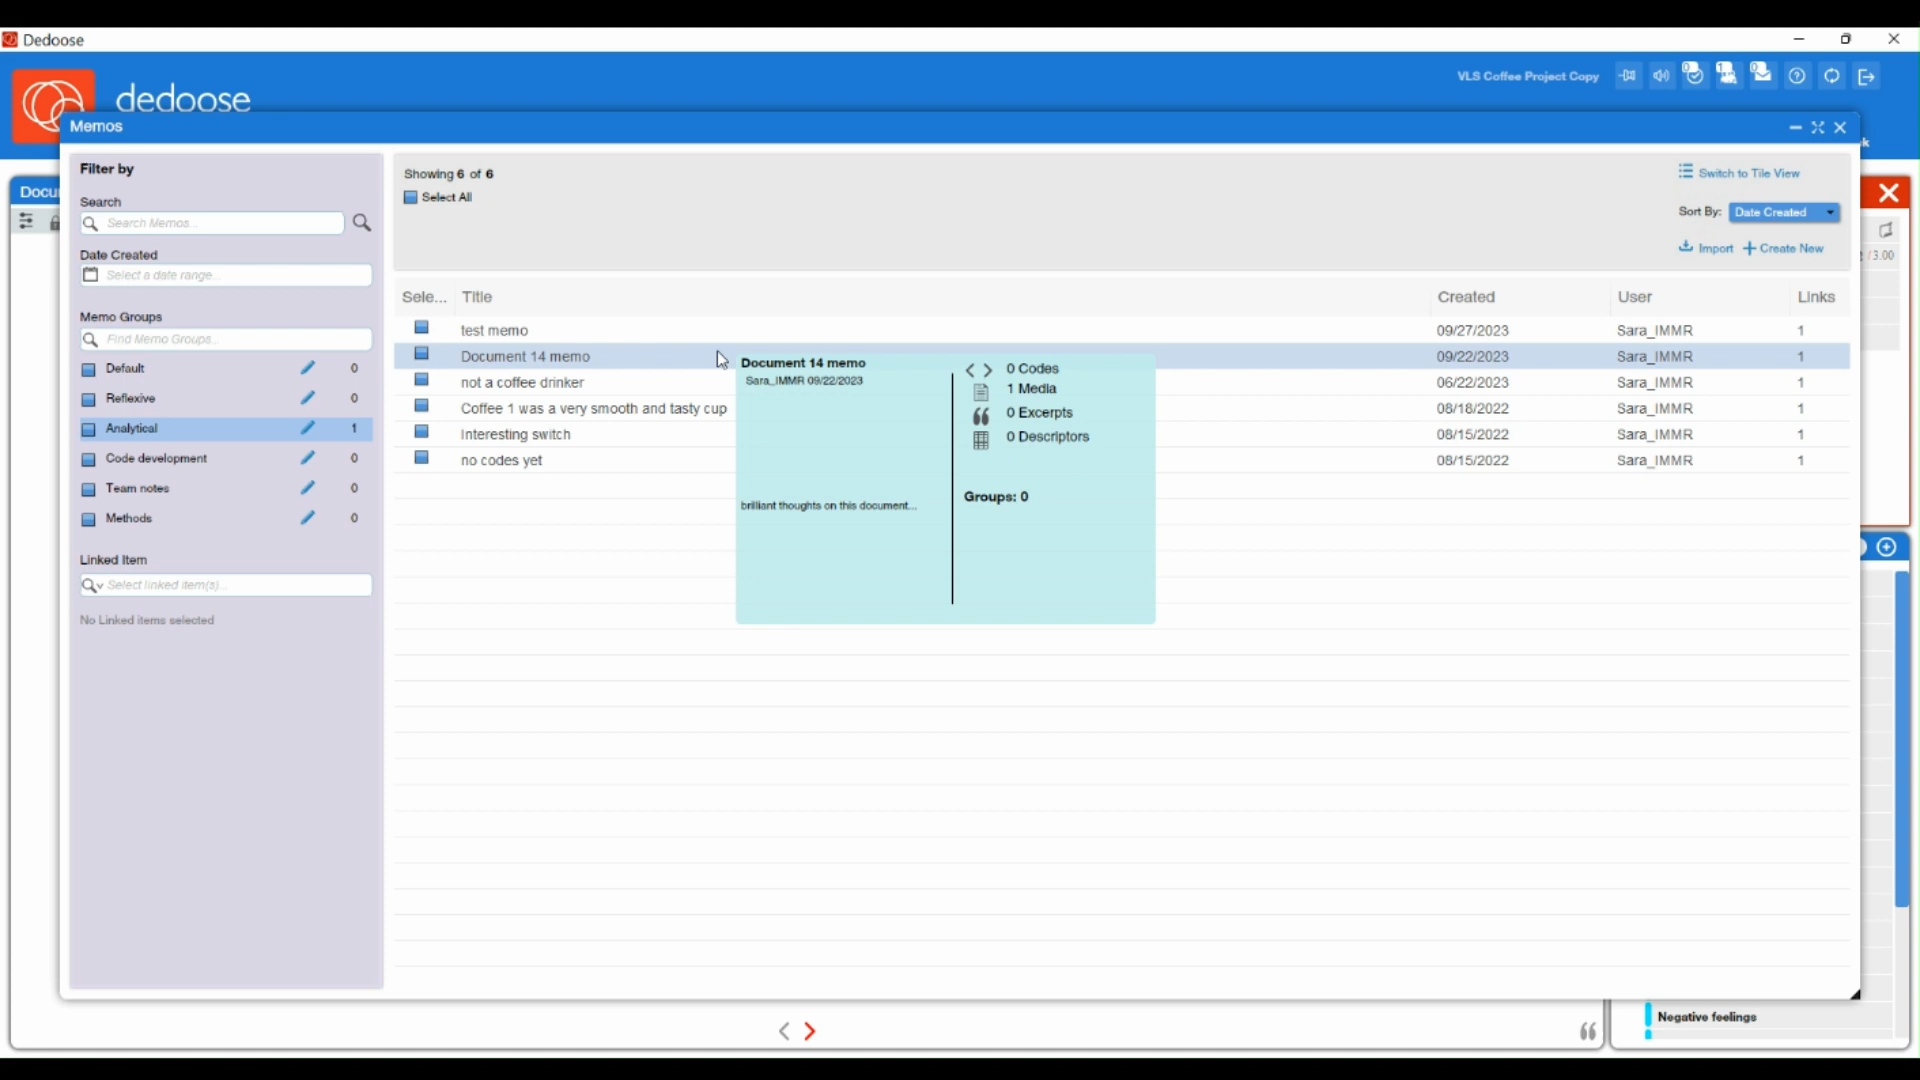 Dedoose
dedoose
VLS Coffee Project Copy
0
1
0
Memos
Docu
k
Filter by
Search
Search Memos...
Date Created
Select a date range...
Memo Groups
Find Memo Groups...
Default 0
Reflexive 0
Analytical 1
Code development 0
Team notes 0
Methods 0
Linked Item
Select linked item(s)...
No Linked items selected
Showing 6 of 6
Select All
Switch to Tile View
Sort By: Date Created
Import + Create New
/ 3.00
Sele... Title Created User Links
test memo 09/27/2023 Sara_IMMR 1
Document 14 memo 09/22/2023 Sara_IMMR 1
not a coffee drinker 06/22/2023 Sara_IMMR 1
Coffee 1 was a very smooth and tasty cup 08/18/2022 Sara_IMMR 1
Interesting switch 08/15/2022 Sara_IMMR 1
no codes yet 08/15/2022 Sara_IMMR 1
Document 14 memo
Sara_IMMR 09/22/2023
brilliant thoughts on this document...
0 Codes
1 Media
0 Excerpts
0 Descriptors
Groups: 0
Negative feelings